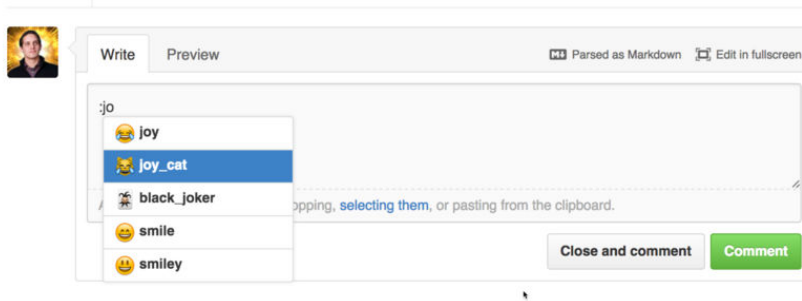 Write Preview Parsed as Markdown Edit in fullscreen
:jo
joy
joy_cat
black_joker
smile
smiley
pping, selecting them, or pasting from the clipboard.
Close and comment Comment